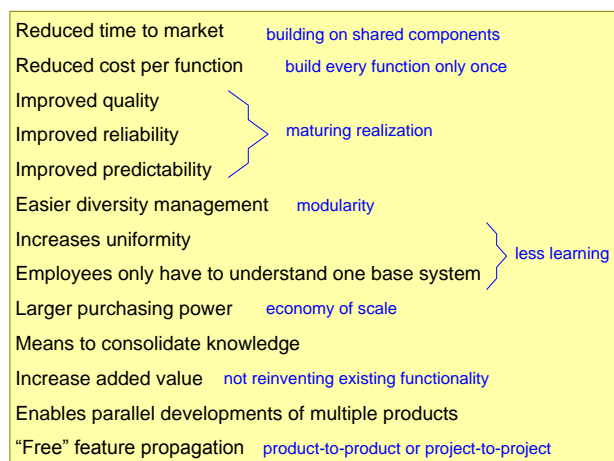 Reduced time to market building on shared components
Reduced cost per function build every function only once
Improved quality
Improved reliability maturing realization
Improved predictability
Easier diversity management modularity
Increases uniformity
less learning
Employees only have to understand one base system
Larger purchasing power economy of scale
Means to consolidate knowledge
Increase added value not reinventing existing functionality
Enables parallel developments of multiple products
“Free” feature propagation product-to-product or project-to-project